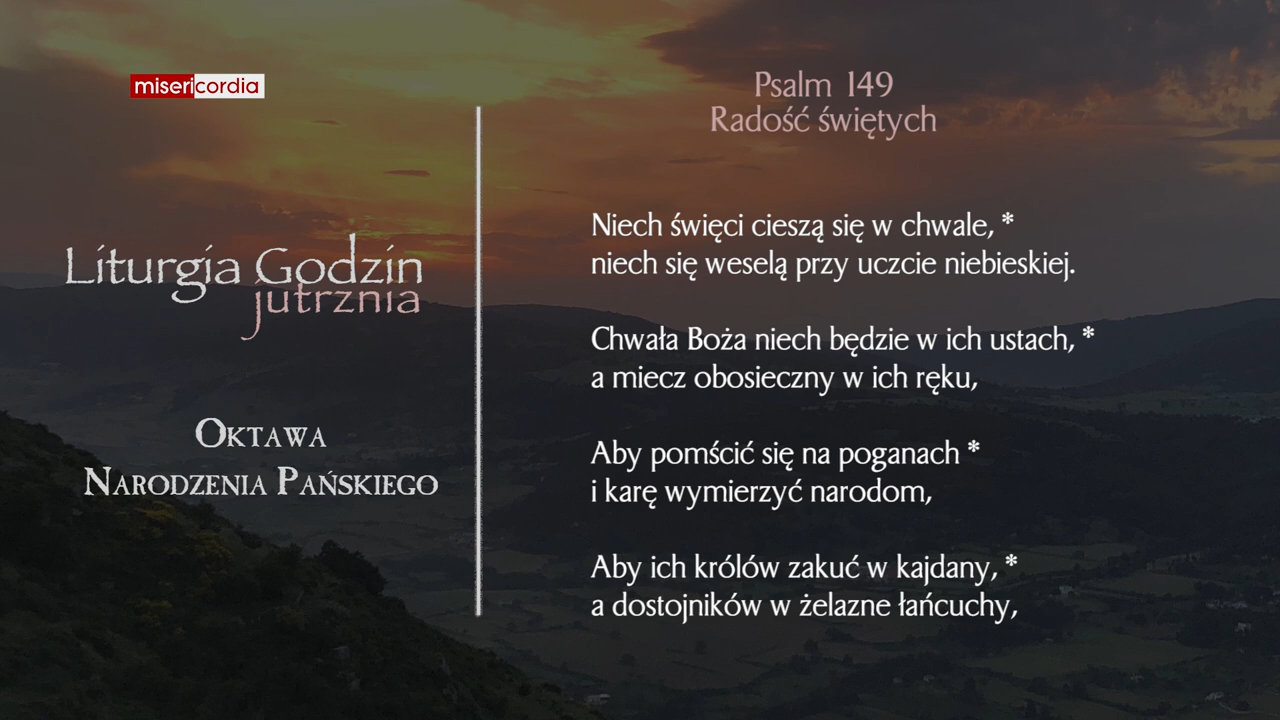 misericordia
Liturgia Godzin
jutrznia
Oktawa
Narodzenia Pańskiego
Psalm 149
Radość świętych
Niech święci cieszą się w chwale, *
niech się weselą przy uczcie niebieskiej.
Chwała Boża niech będzie w ich ustach, *
a miecz obosieczny w ich ręku,
Aby pomścić się na poganach *
i karę wymierzyć narodom,
Aby ich królów zakuć w kajdany, *
a dostojników w żelazne łańcuchy,